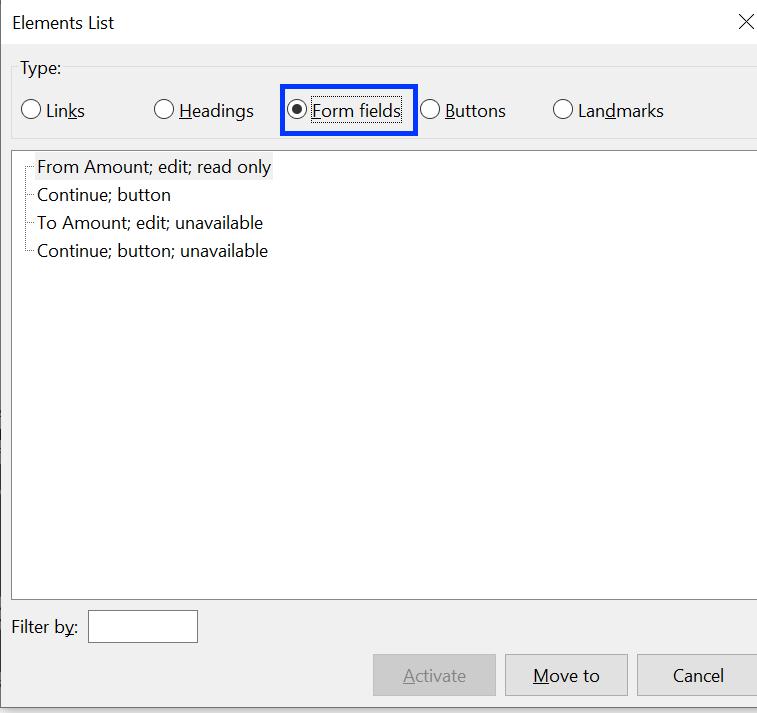 Elements List
Type:
Links Headings Form fields Buttons Landmarks
From Amount; edit; read only
Continue; button
To Amount; edit; unavailable
Continue; button; unavailable
Filter by:
Activate Move to Cancel